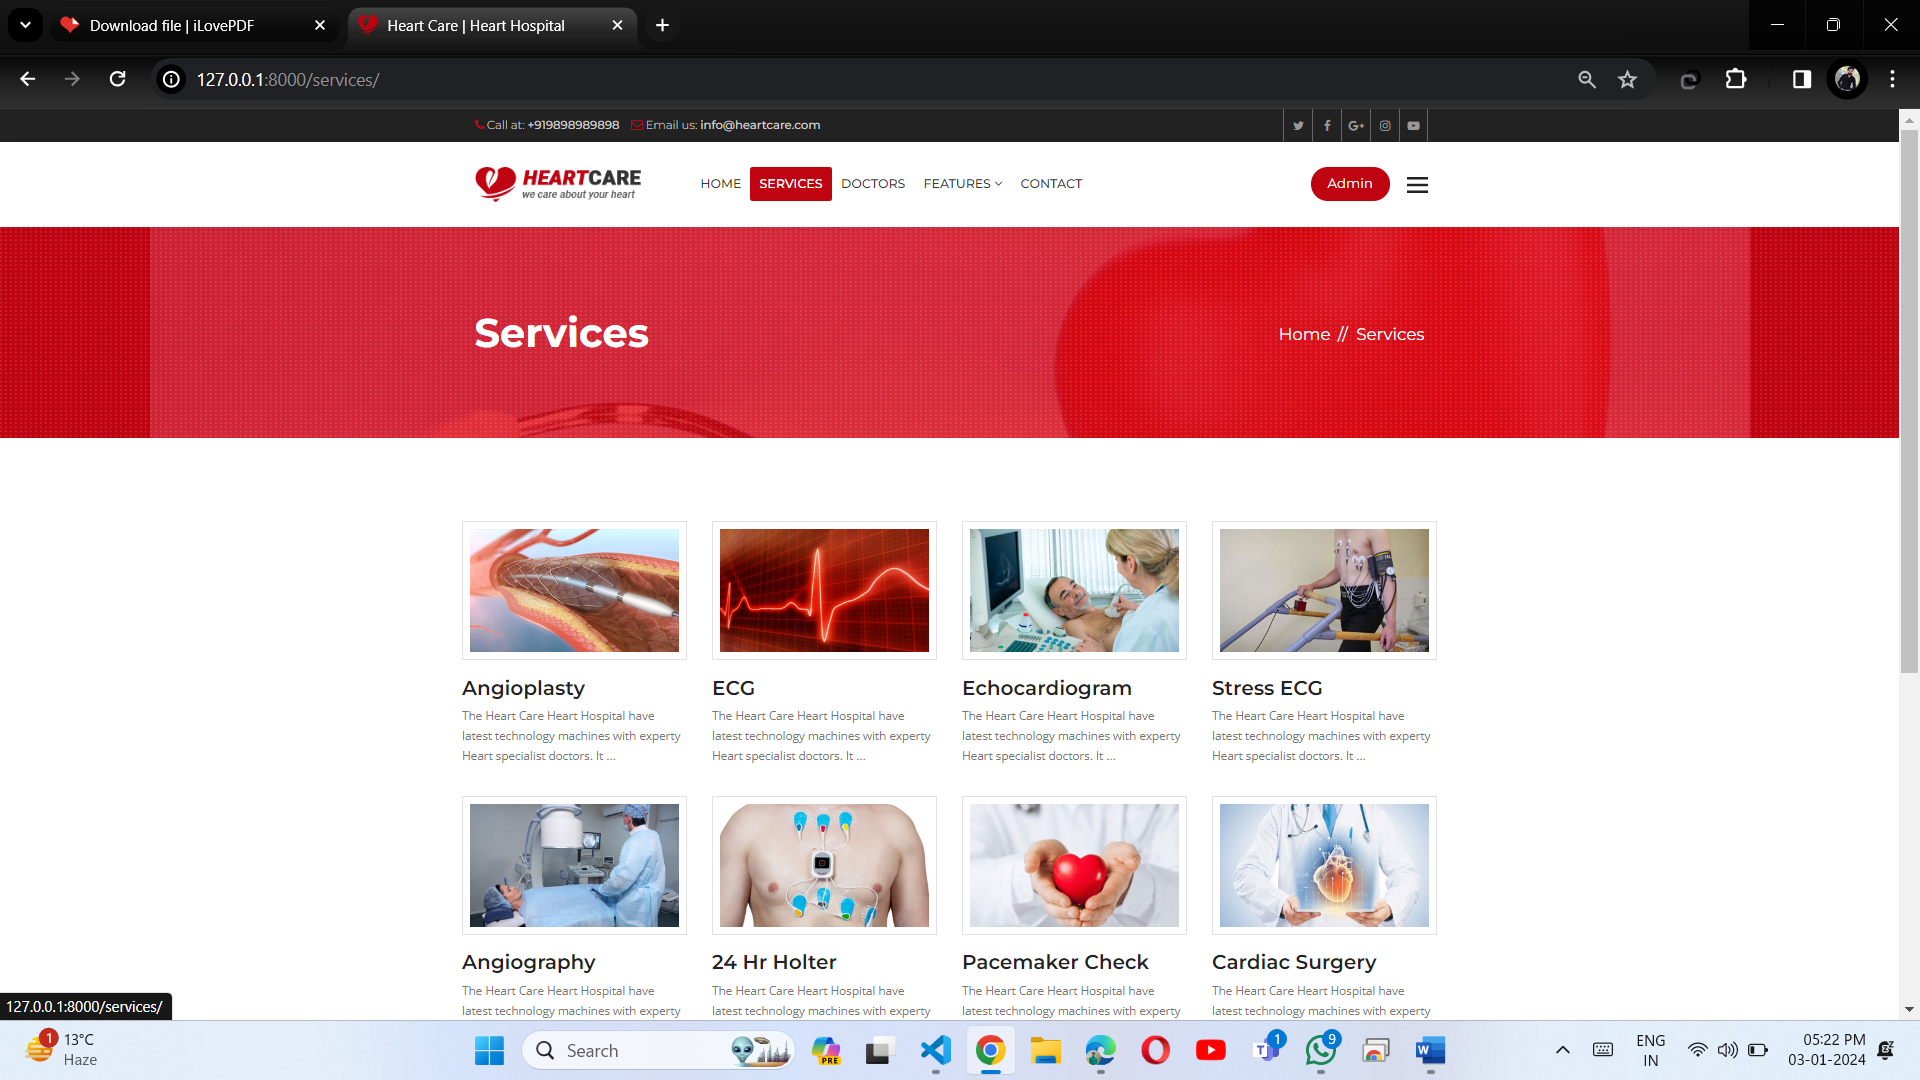 Download file | iLovePDF
Heart Care | Heart Hospital
127.0.0.1:8000/services/
Call at: +919898989898 Email us: info@heartcare.com
HEARTCARE
we care about your heart
HOME SERVICES DOCTORS FEATURES CONTACT
Admin
Services
Home // Services
Angioplasty
The Heart Care Heart Hospital have
latest technology machines with experty
Heart specialist doctors. It ...
ECG
The Heart Care Heart Hospital have
latest technology machines with experty
Heart specialist doctors. It ...
Echocardiogram
The Heart Care Heart Hospital have
latest technology machines with experty
Heart specialist doctors. It ...
Stress ECG
The Heart Care Heart Hospital have
latest technology machines with experty
Heart specialist doctors. It ...
Angiography
The Heart Care Heart Hospital have
latest technology machines with experty
24 Hr Holter
The Heart Care Heart Hospital have
latest technology machines with experty
Pacemaker Check
The Heart Care Heart Hospital have
latest technology machines with experty
Cardiac Surgery
The Heart Care Heart Hospital have
latest technology machines with experty
127.0.0.1:8000/services/
1
13°C
Haze
Search
PRE
1
9
ENG
IN
05:22 PM
03-01-2024